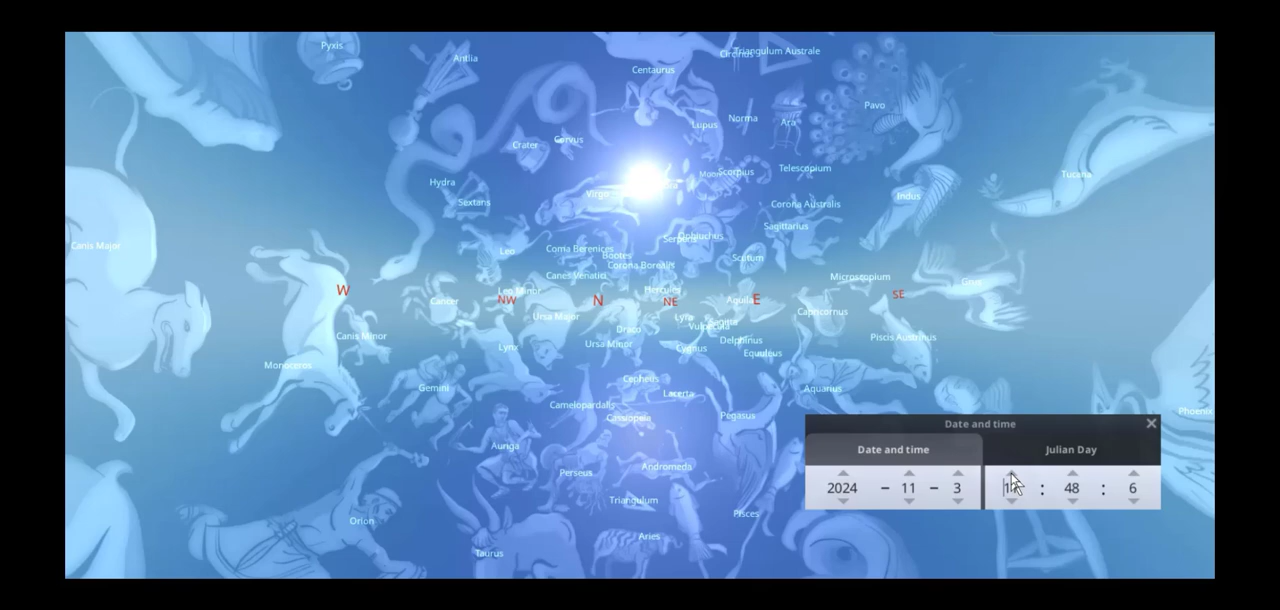 Pyxis
Antlia
Triangulum Australe
Centaurus
Pavo
Norma
Ara
Lupus
Corvus
Crater
Telescopium
Scorpius
Tucana
Hydra
Virgo
Indus
Sextans
Corona Australis
Sagittarius
Canis Major
Ophiuchus
Coma Berenices
Leo
Bootes
Scutum
Corona Borealis
Canes Venatici
Microscopium
Grus
W
Leo Minor
Hercules
SE
Cancer
NW
N
NE
Aquila
E
Capricornus
Ursa Major
Lyra
Draco
Canis Minor
Piscis Austrinus
Delphinus
Ursa Minor
Lynx
Cygnus
Equuleus
Monoceros
Cepheus
Gemini
Aquarius
Lacerta
Camelopardalis
Phoenix
Cassiopeia
Pegasus
Date and time
Auriga
Date and time
Julian Day
Andromeda
Perseus
2024 - 11 - 3
: 48 : 6
Triangulum
Pisces
Orion
Aries
Taurus